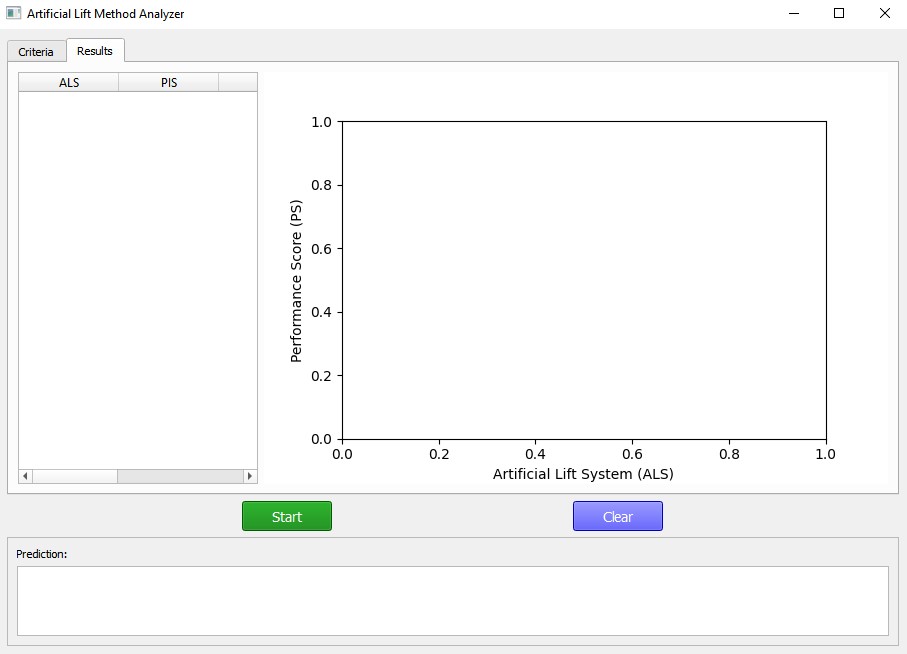 Artificial Lift Method Analyzer
Criteria
Results
ALS
PIS
1.0
0.8
0.6
0.4
0.2
0.0
Performance Score (PS)
0.0
0.2
0.4
0.6
0.8
1.0
Artificial Lift System (ALS)
Start
Clear
Prediction: